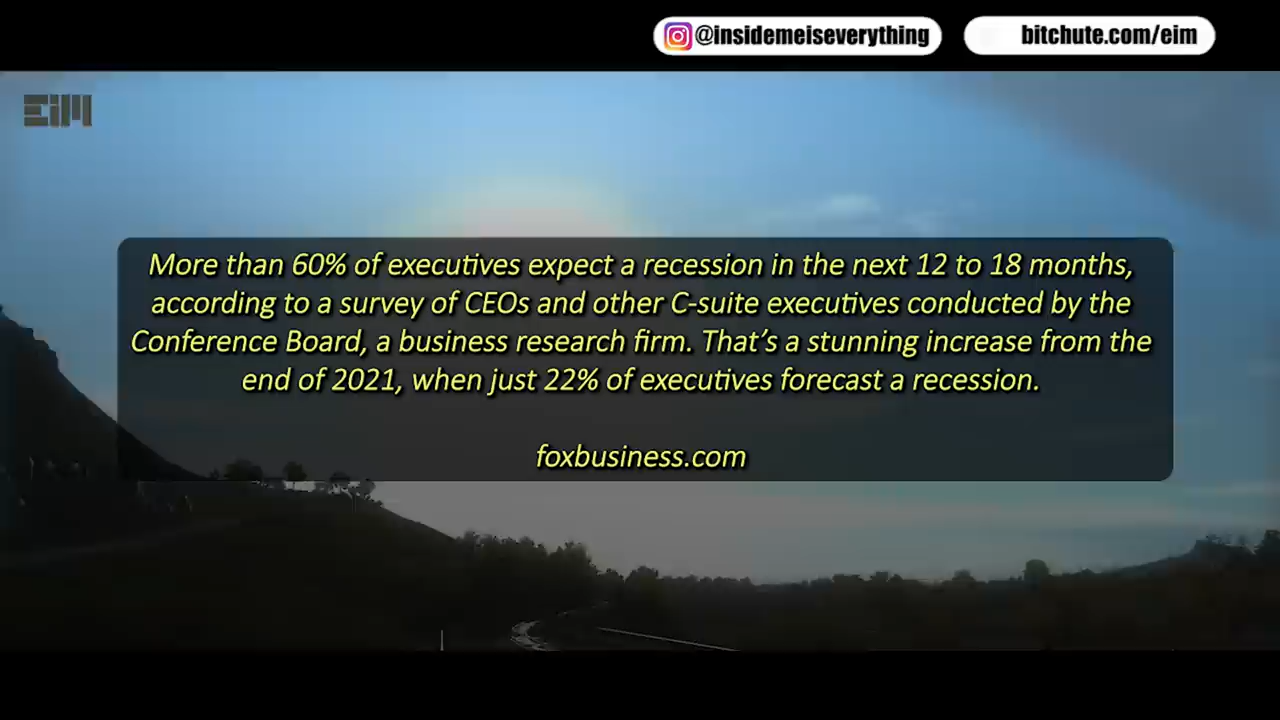 @insidemeiseverything
bitchute.com/eim
EiM
More than 60% of executives expect a recession in the next 12 to 18 months,
according to a survey of CEOs and other C-suite executives conducted by the
Conference Board, a business research firm. That’s a stunning increase from the
end of 2021, when just 22% of executives forecast a recession.
foxbusiness.com